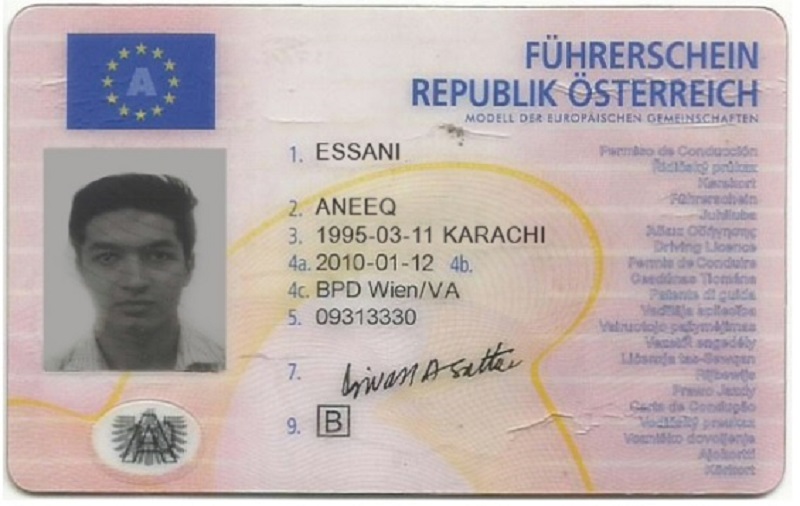 A
FÜHRERSCHEIN
REPUBLIK ÖSTERREICH
MODELL DER EUROPÄISCHEN GEMEINSCHAFTEN
1. ESSANI
2. ANEEQ
3. 1995-03-11 KARACHI
4a. 2010-01-12 4b.
4c. BPD Wien/VA
5. 09313330
7.
9. B
Permiso de Conducción
Řidičský průkaz
Kørekort
Führerschein
Juhiluba
Άδεια Οδήγησης
Driving Licence
Permis de Conduire
Ceadúnas Tiomána
Patente di guida
Vadītāja apliecība
Vairuotojo pažymėjimas
Vezetői engedély
Liċenzja tas-Sewqan
Rijbewijs
Prawo Jazdy
Carta de Condução
Vodičský preukaz
Vozniško dovoljenje
Ajokortti
Körkort